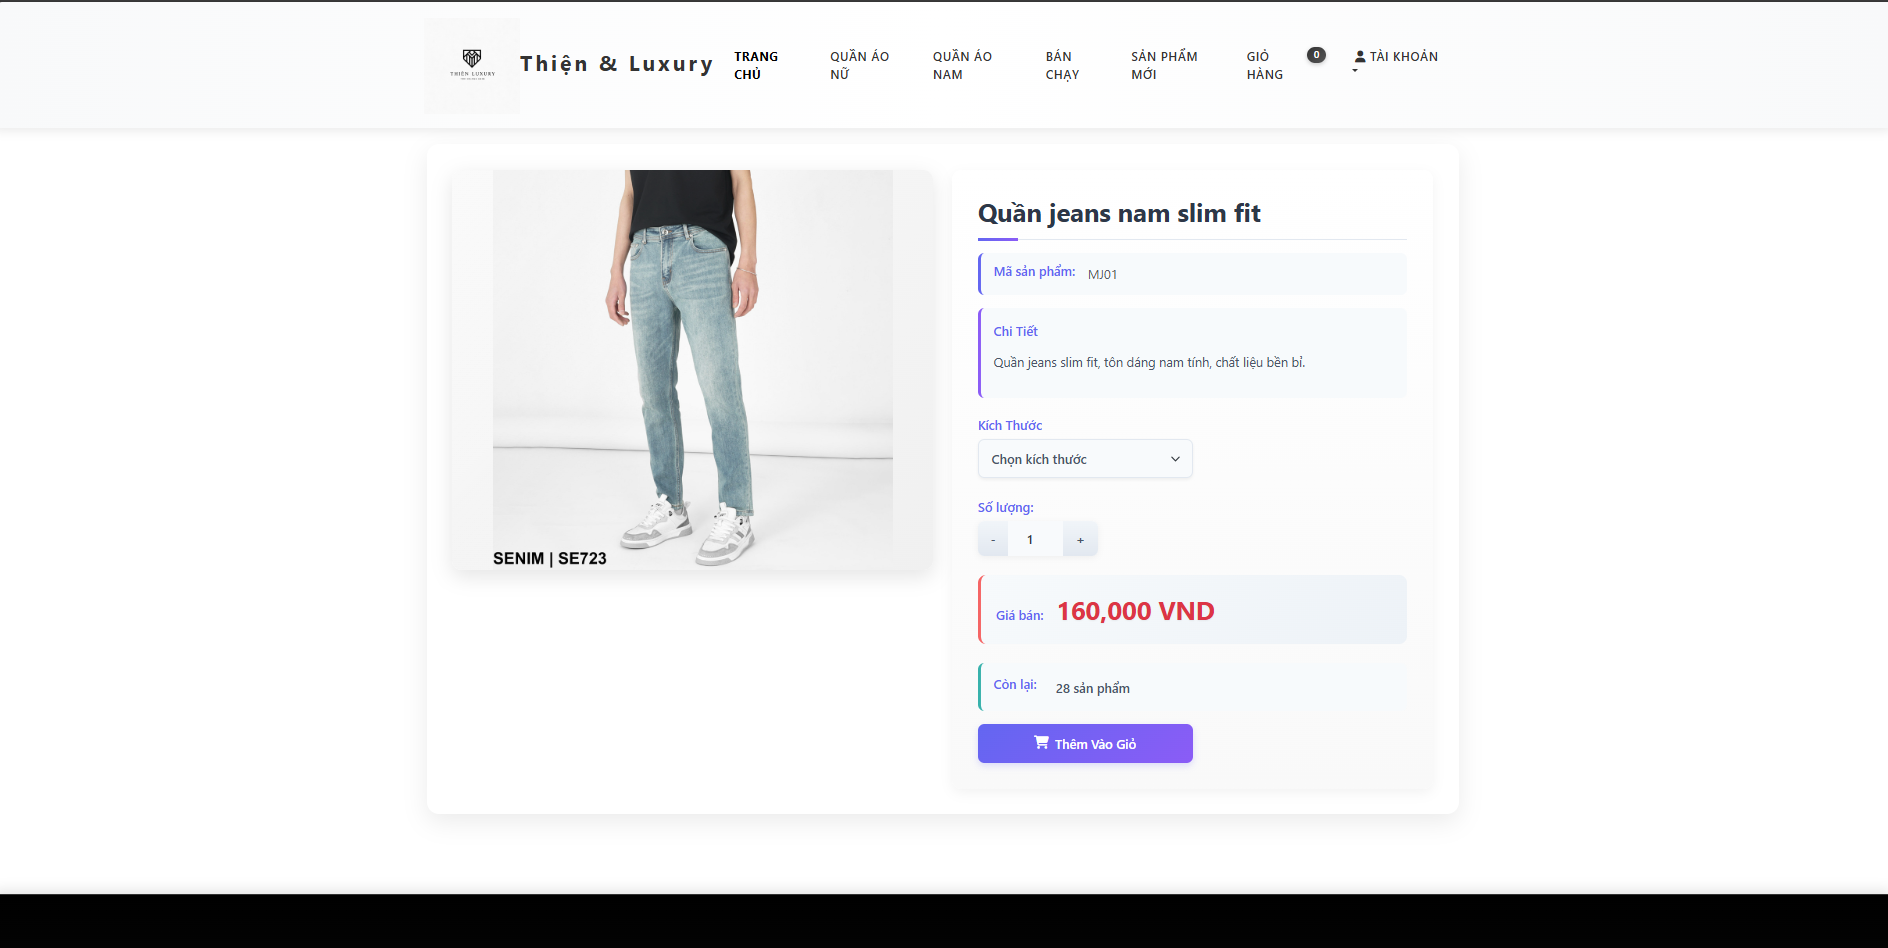 THIÊN LUXURY
Thiện & Luxury
TRANG CHỦ
QUẦN ÁO NỮ
QUẦN ÁO NAM
BÁN CHẠY
SẢN PHẨM MỚI
GIỎ HÀNG
0
TÀI KHOẢN
SENIM | SE723
Quần jeans nam slim fit
Mã sản phẩm: MJ01
Chi Tiết
Quần jeans slim fit, tôn dáng nam tính, chất liệu bền bỉ.
Kích Thước
Chọn kích thước
Số lượng:
- 1 +
Giá bán: 160,000 VND
Còn lại: 28 sản phẩm
Thêm Vào Giỏ